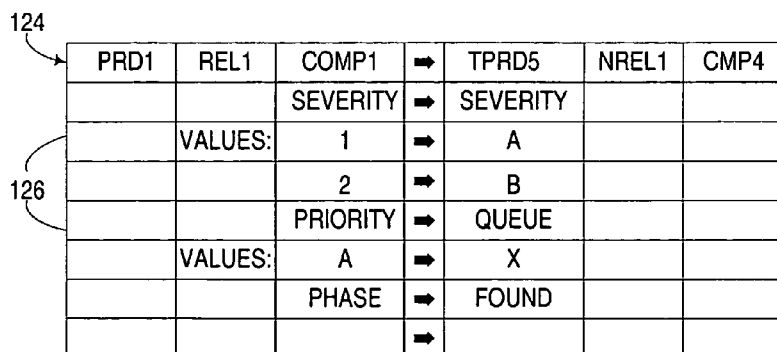 124
PRD1 REL1 COMP1 ➡ TPRD5 NREL1 CMP4
SEVERITY ➡ SEVERITY
VALUES: 1 ➡ A
126
2 ➡ B
PRIORITY ➡ QUEUE
VALUES: A ➡ X
PHASE ➡ FOUND
➡